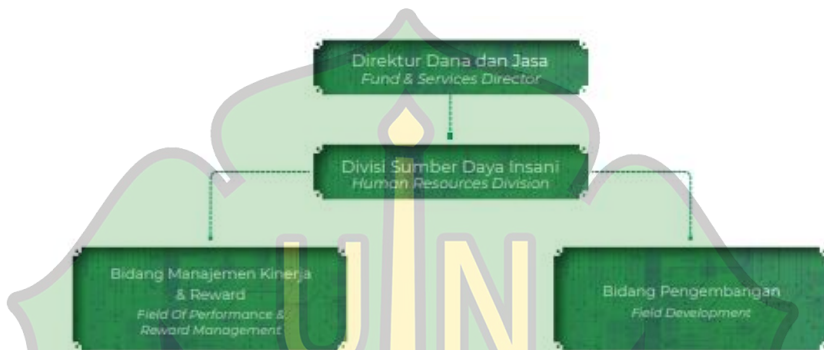 Direktur Dana dan Jasa
Fund & Services Director
Divisi Sumber Daya Insani
Human Resources Division
Bidang Manajemen Kinerja
& Reward
Field Of Performance &
Reward Management
Bidang Pengembangan
Field Development
UIN